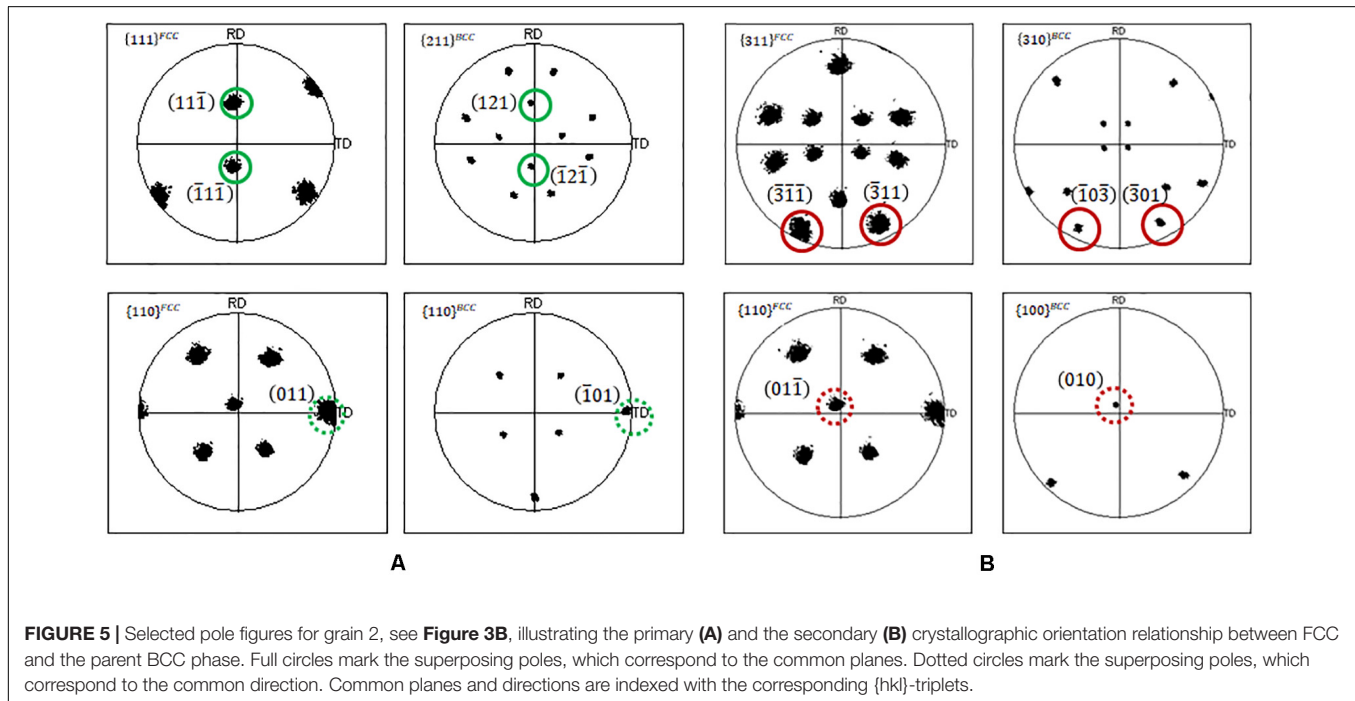 {111}^FCC RD
(111̄)
(1̄11̄)
TD
{211}^BCC RD
(121)
(1̄21̄)
TD
{311}^FCC RD
(3̄1̄1̄) (3̄11)
TD
{310}^BCC RD
(1̄03̄) (3̄01)
TD
{110}^FCC RD
(011)
TD
{110}^BCC RD
(1̄01)
TD
{110}^FCC RD
(011̄)
TD
{100}^BCC RD
(010)
TD
A B
FIGURE 5 | Selected pole figures for grain 2, see Figure 3B, illustrating the primary (A) and the secondary (B) crystallographic orientation relationship between FCC
and the parent BCC phase. Full circles mark the superposing poles, which correspond to the common planes. Dotted circles mark the superposing poles, which
correspond to the common direction. Common planes and directions are indexed with the corresponding {hkl}-triplets.